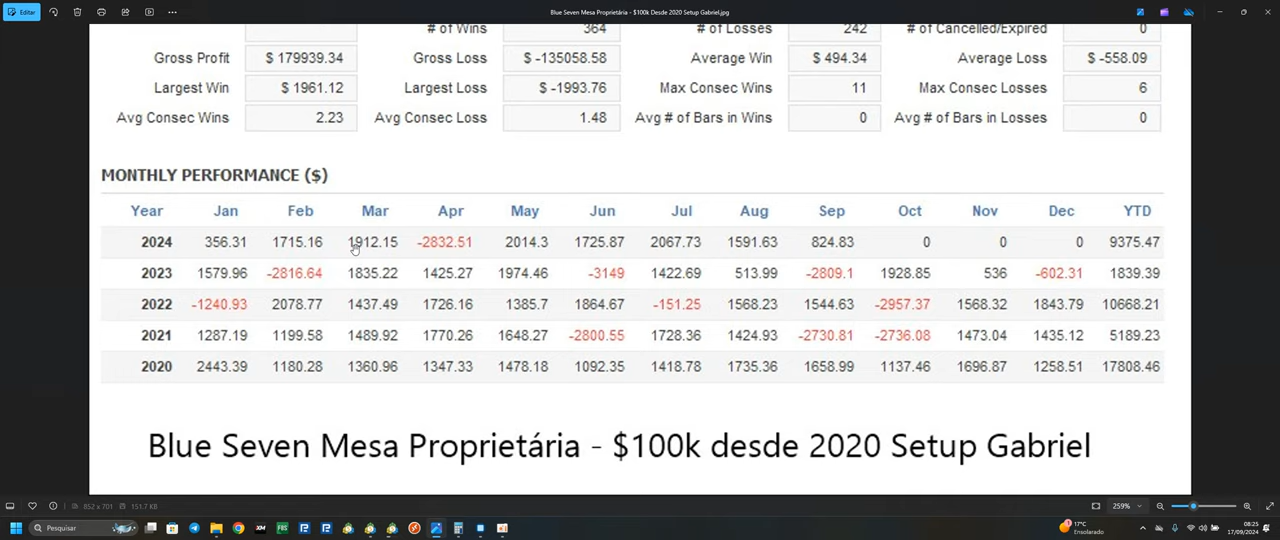 Editar
Blue Seven Mesa Proprietária - $100k Desde 2020 Setup Gabriel.jpg
# of Wins 364 # of Losses 242 # of Cancelled/Expired 0
Gross Profit $ 179939.34 Gross Loss $ -135058.58 Average Win $ 494.34 Average Loss $ -558.09
Largest Win $ 1961.12 Largest Loss $ -1993.76 Max Consec Wins 11 Max Consec Losses 6
Avg Consec Wins 2.23 Avg Consec Loss 1.48 Avg # of Bars in Wins 0 Avg # of Bars in Losses 0
MONTHLY PERFORMANCE ($)
Year Jan Feb Mar Apr May Jun Jul Aug Sep Oct Nov Dec YTD
2024 356.31 1715.16 1912.15 -2832.51 2014.3 1725.87 2067.73 1591.63 824.83 0 0 0 9375.47
2023 1579.96 -2816.64 1835.22 1425.27 1974.46 -3149 1422.69 513.99 -2809.1 1928.85 536 -602.31 1839.39
2022 -1240.93 2078.77 1437.49 1726.16 1385.7 1864.67 -151.25 1568.23 1544.63 -2957.37 1568.32 1843.79 10668.21
2021 1287.19 1199.58 1489.92 1770.26 1648.27 -2800.55 1728.36 1424.93 -2730.81 -2736.08 1473.04 1435.12 5189.23
2020 2443.39 1180.28 1360.96 1347.33 1478.18 1092.35 1418.78 1735.36 1658.99 1137.46 1696.87 1258.51 17808.46
Blue Seven Mesa Proprietária - $100k desde 2020 Setup Gabriel
852 x 701 151.7 KB 259%
Pesquisar XM FBS 17°C 08:25
Ensolarado 17/09/2024